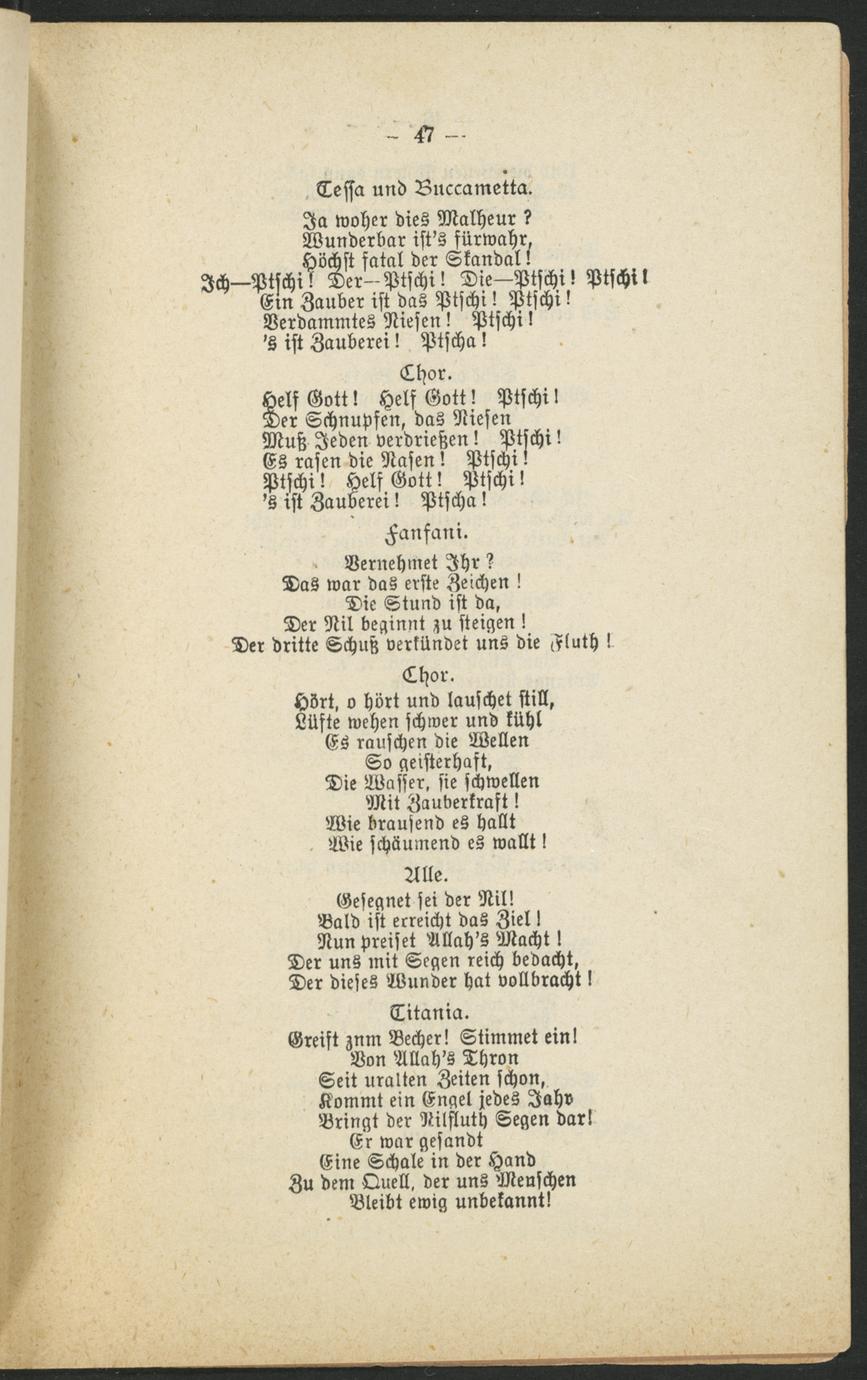 – 47 –
Tessa und Buccametta.
Ja woher dies Malheur ?
Wunderbar ist's fürwahr,
Höchst fatal der Skandal!
Ich—Ptschi! Der—Ptschi! Die—Ptschi! Ptschi!
Ein Zauber ist das Ptschi! Ptschi!
Verdammtes Niesen! Ptschi!
's ist Zauberei! Ptscha!
Chor.
Helf Gott! Helf Gott! Ptschi!
Der Schnupfen, das Niesen
Muß Jeden verdrießen! Ptschi!
Es rasen die Nasen! Ptschi!
Ptschi! Helf Gott! Ptschi!
's ist Zauberei! Ptscha!
Fanfani.
Vernehmet Ihr ?
Das war das erste Zeichen !
Die Stund ist da,
Der Nil beginnt zu steigen !
Der dritte Schuß verkündet uns die Fluth !
Chor.
Hört, o hört und lauschet still,
Lüfte wehen schwer und kühl
Es rauschen die Wellen
So geisterhaft,
Die Wasser, sie schwellen
Mit Zauberkraft !
Wie brausend es hallt
Wie schäumend es wallt !
Alle.
Gesegnet sei der Nil!
Bald ist erreicht das Ziel !
Nun preiset Allah's Macht !
Der uns mit Segen reich bedacht,
Der dieses Wunder hat vollbracht !
Titania.
Greift znm Becher! Stimmet ein!
Von Allah's Thron
Seit uralten Zeiten schon,
Kommt ein Engel jedes Jahr
Bringt der Nilfluth Segen dar!
Er war gesandt
Eine Schale in der Hand
Zu dem Quell, der uns Menschen
Bleibt ewig unbekannt!